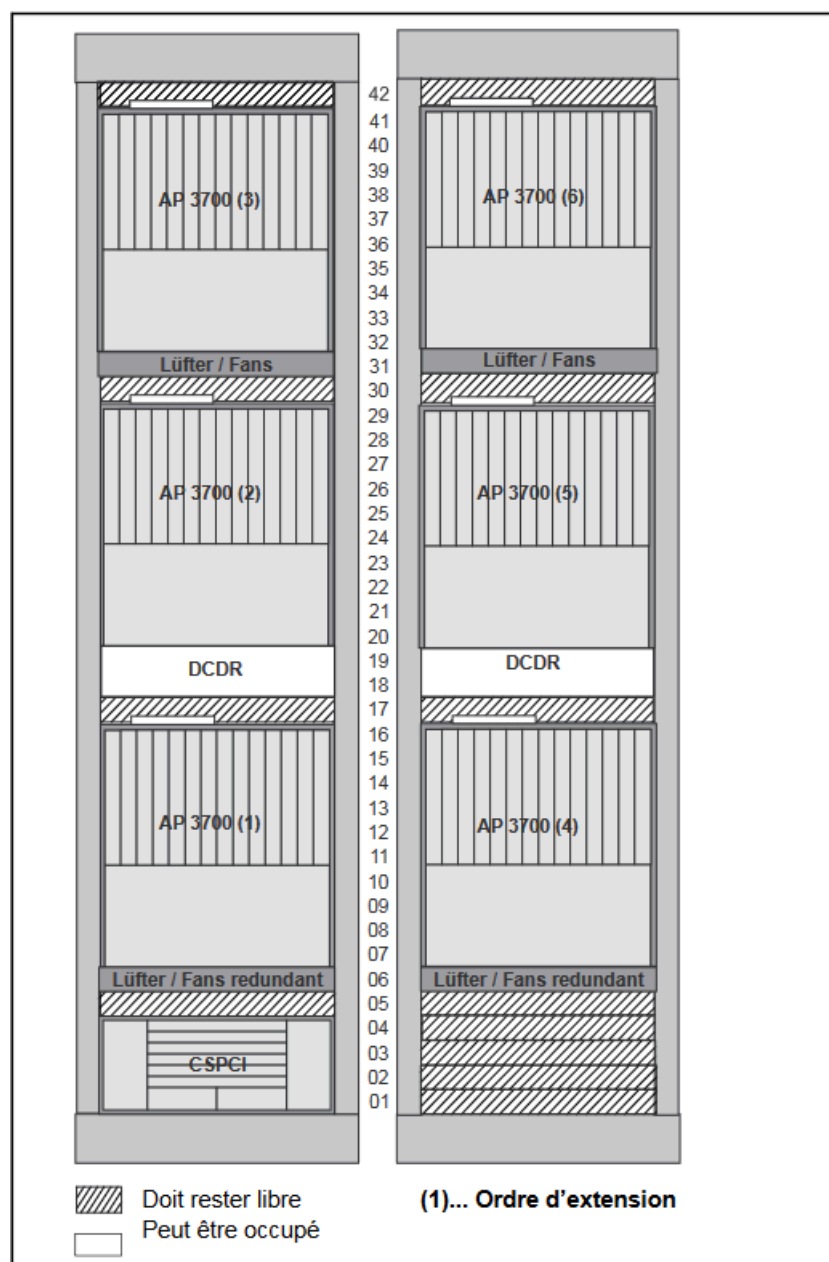 42
41
40
39
38
37
36
35
34
33
32
31
30
29
28
27
26
25
24
23
22
21
20
19
18
17
16
15
14
13
12
11
10
09
08
07
06
05
04
03
02
01
AP 3700 (3)
Lüfter / Fans
AP 3700 (2)
DCDR
AP 3700 (1)
Lüfter / Fans redundant
CSPCI
AP 3700 (6)
Lüfter / Fans
AP 3700 (5)
DCDR
AP 3700 (4)
Lüfter / Fans redundant
Doit rester libre
Peut être occupé
(1)... Ordre d'extension